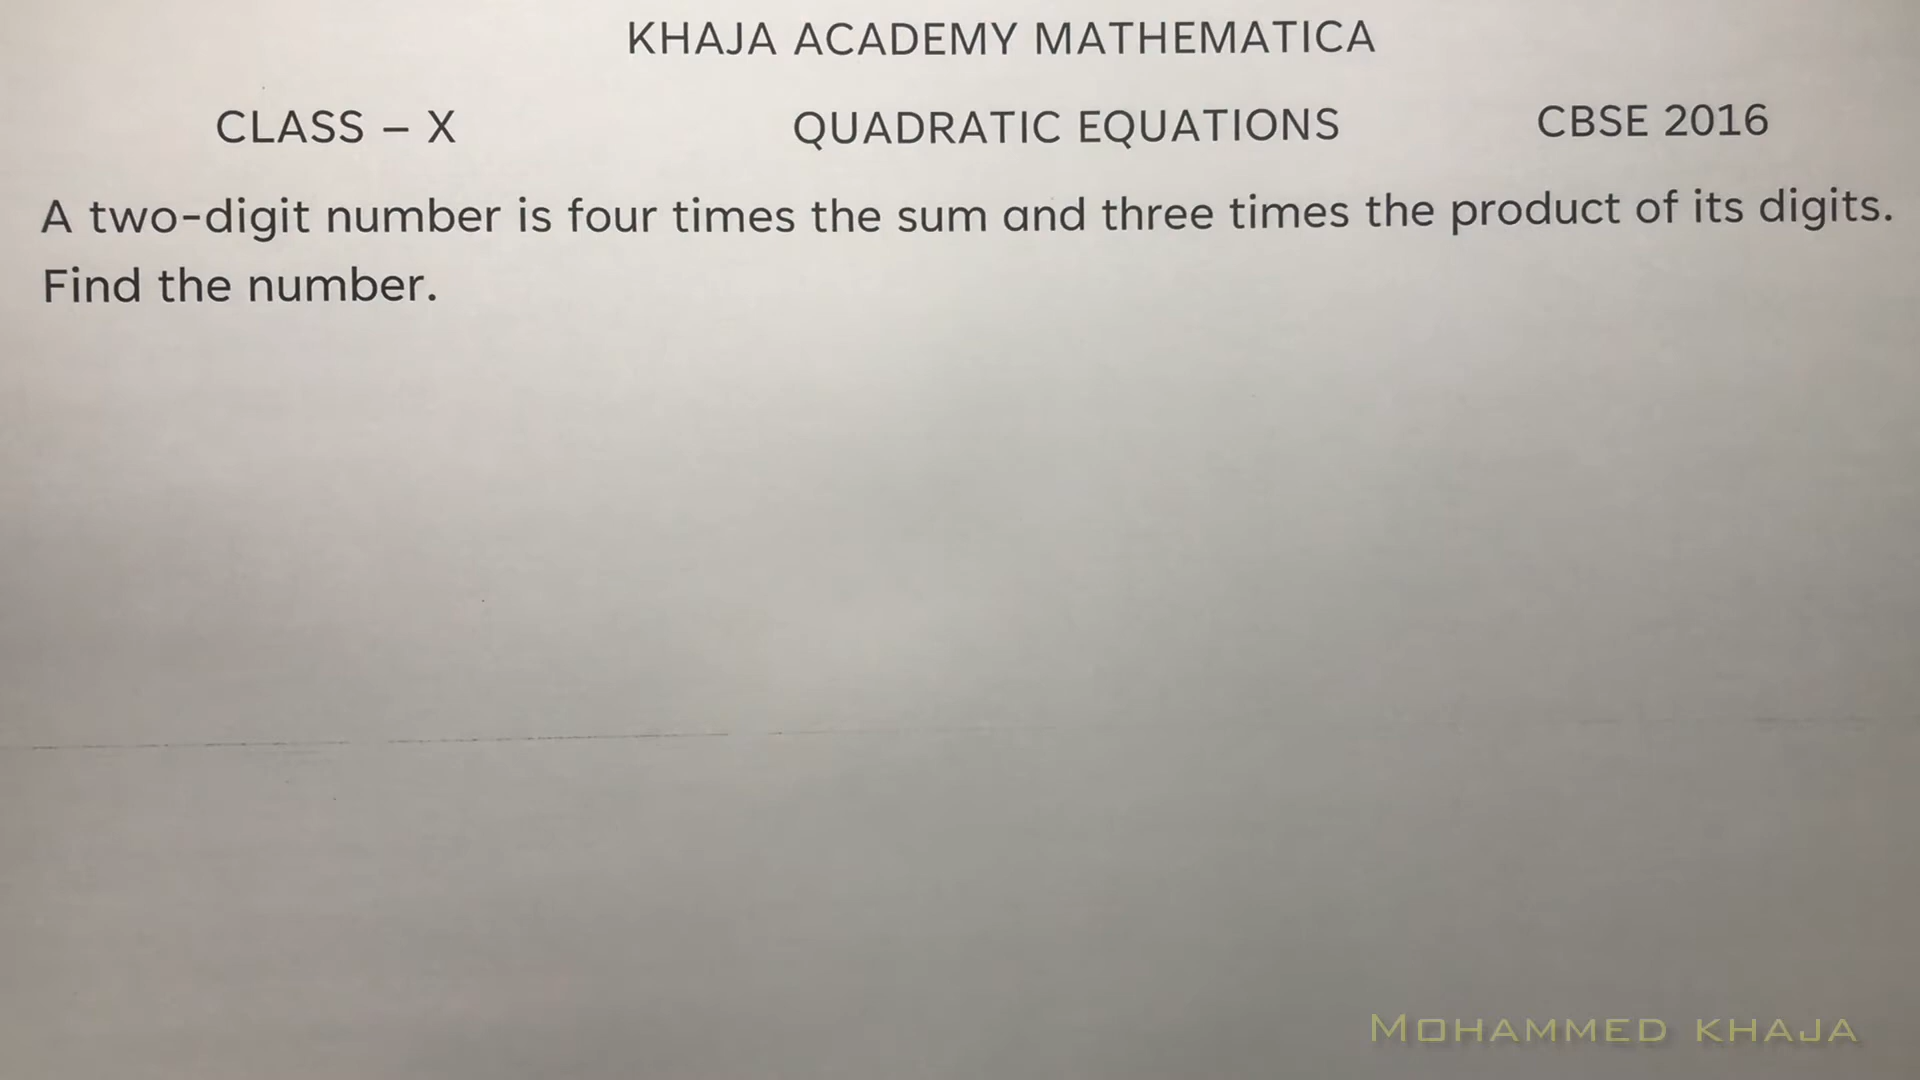 KHAJA ACADEMY MATHEMATICA
CLASS – X QUADRATIC EQUATIONS CBSE 2016
A two-digit number is four times the sum and three times the product of its digits.
Find the number.
MOHAMMED KHAJA